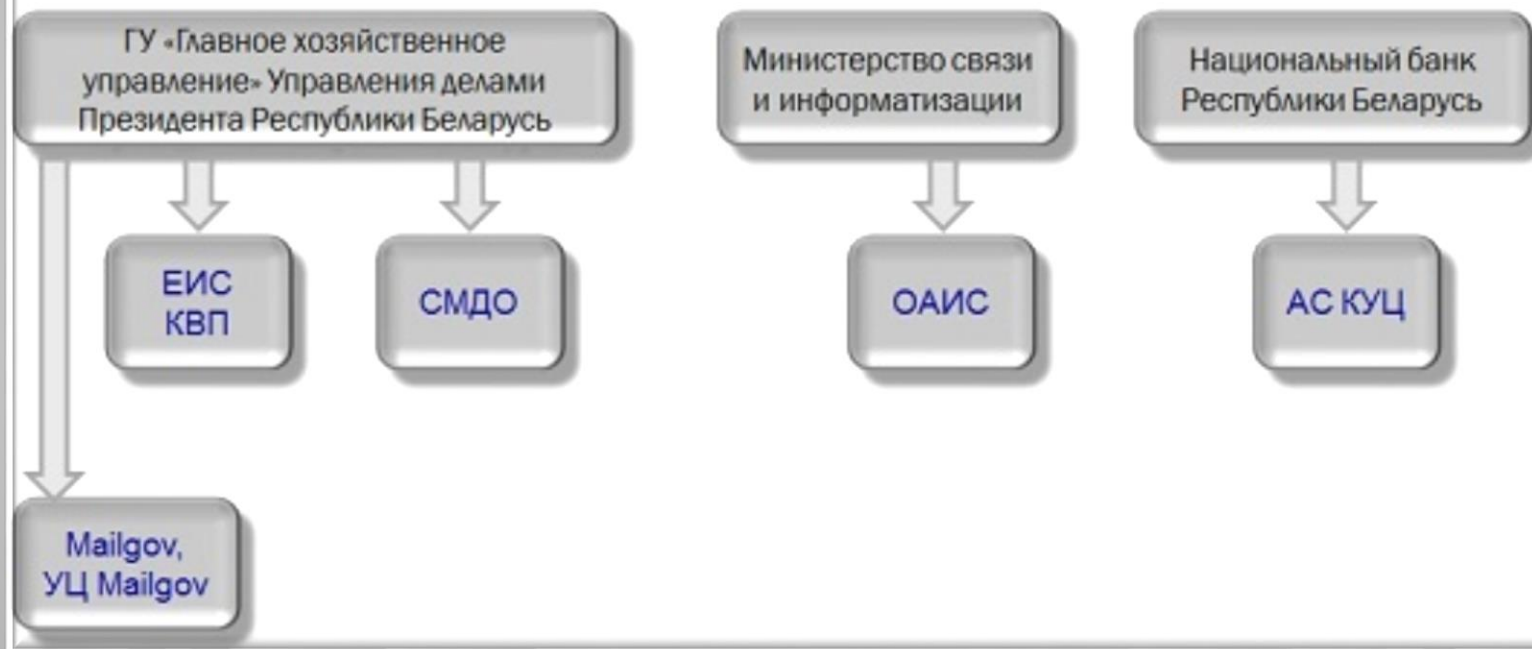 ГУ «Главное хозяйственное
управление» Управления делами
Президента Республики Беларусь
Министерство связи
и информатизации
Национальный банк
Республики Беларусь
ЕИС
КВП
СМДО
ОАИС
АС КУЦ
Mailgov,
УЦ Mailgov